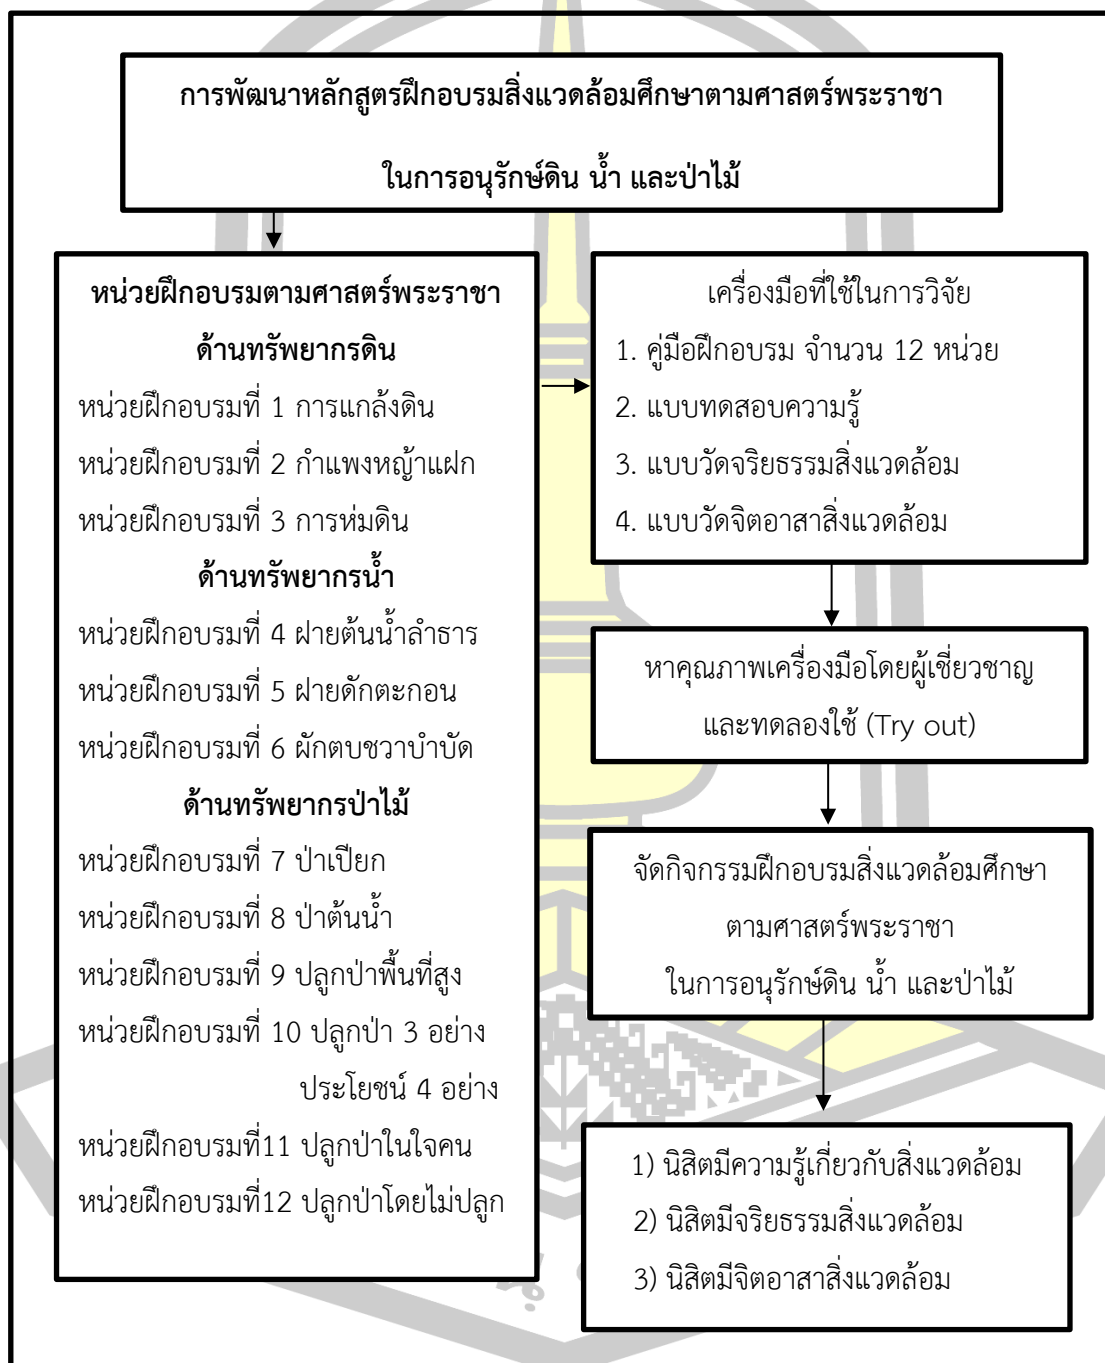 การพัฒนาหลักสูตรฝึกอบรมสิ่งแวดล้อมศึกษาตามศาสตร์พระราชา
ในการอนุรักษ์ดิน น้ำ และป่าไม้
หน่วยฝึกอบรมตามศาสตร์พระราชา
ด้านทรัพยากรดิน
หน่วยฝึกอบรมที่ 1 การแกล้งดิน
หน่วยฝึกอบรมที่ 2 กำแพงหญ้าแฝก
หน่วยฝึกอบรมที่ 3 การห่มดิน
ด้านทรัพยากรน้ำ
หน่วยฝึกอบรมที่ 4 ฝายต้นน้ำลำธาร
หน่วยฝึกอบรมที่ 5 ฝายดักตะกอน
หน่วยฝึกอบรมที่ 6 ผักตบชวาบำบัด
ด้านทรัพยากรป่าไม้
หน่วยฝึกอบรมที่ 7 ป่าเปียก
หน่วยฝึกอบรมที่ 8 ป่าต้นน้ำ
หน่วยฝึกอบรมที่ 9 ปลูกป่าพื้นที่สูง
หน่วยฝึกอบรมที่ 10 ปลูกป่า 3 อย่าง
ประโยชน์ 4 อย่าง
หน่วยฝึกอบรมที่11 ปลูกป่าในใจคน
หน่วยฝึกอบรมที่12 ปลูกป่าโดยไม่ปลูก
เครื่องมือที่ใช้ในการวิจัย
1. คู่มือฝึกอบรม จำนวน 12 หน่วย
2. แบบทดสอบความรู้
3. แบบวัดจริยธรรมสิ่งแวดล้อม
4. แบบวัดจิตอาสาสิ่งแวดล้อม
หาคุณภาพเครื่องมือโดยผู้เชี่ยวชาญ
และทดลองใช้ (Try out)
จัดกิจกรรมฝึกอบรมสิ่งแวดล้อมศึกษา
ตามศาสตร์พระราชา
ในการอนุรักษ์ดิน น้ำ และป่าไม้
1) นิสิตมีความรู้เกี่ยวกับสิ่งแวดล้อม
2) นิสิตมีจริยธรรมสิ่งแวดล้อม
3) นิสิตมีจิตอาสาสิ่งแวดล้อม